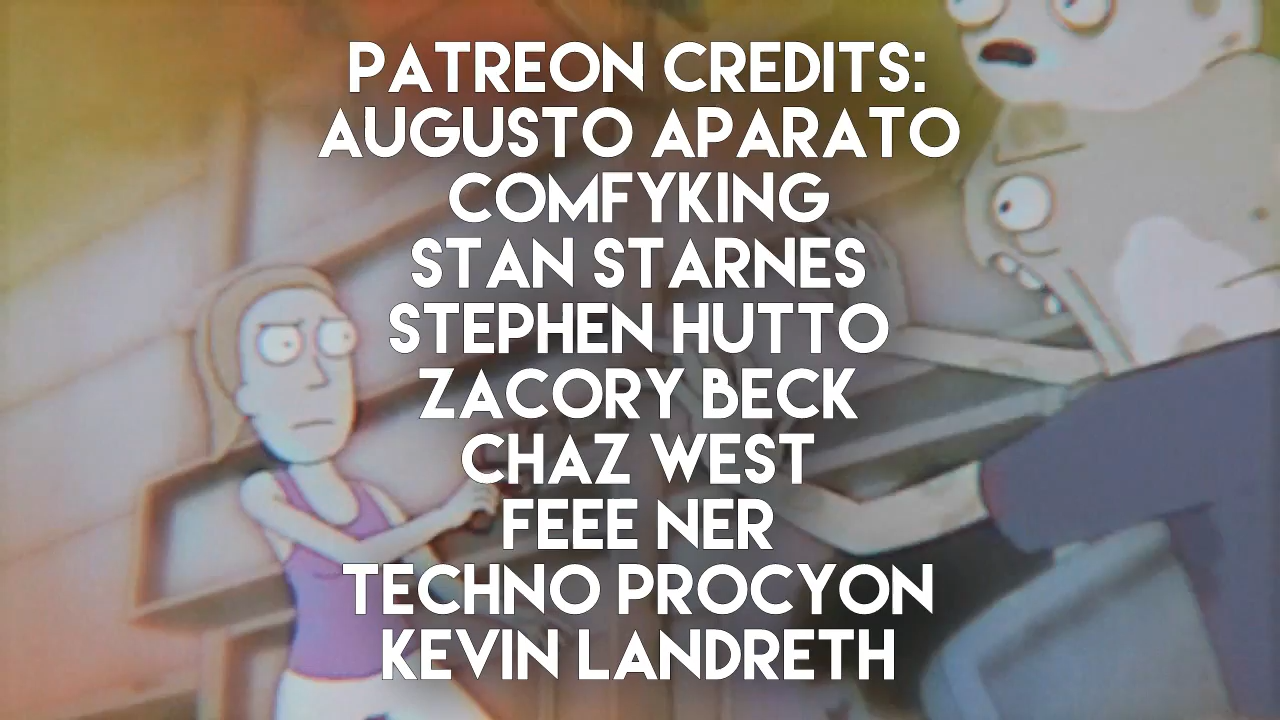 PATREON CREDITS:
AUGUSTO APARATO
COMFYKING
STAN STARNES
STEPHEN HUTTO
ZACORY BECK
CHAZ WEST
FEEE NER
TECHNO PROCYON
KEVIN LANDRETH